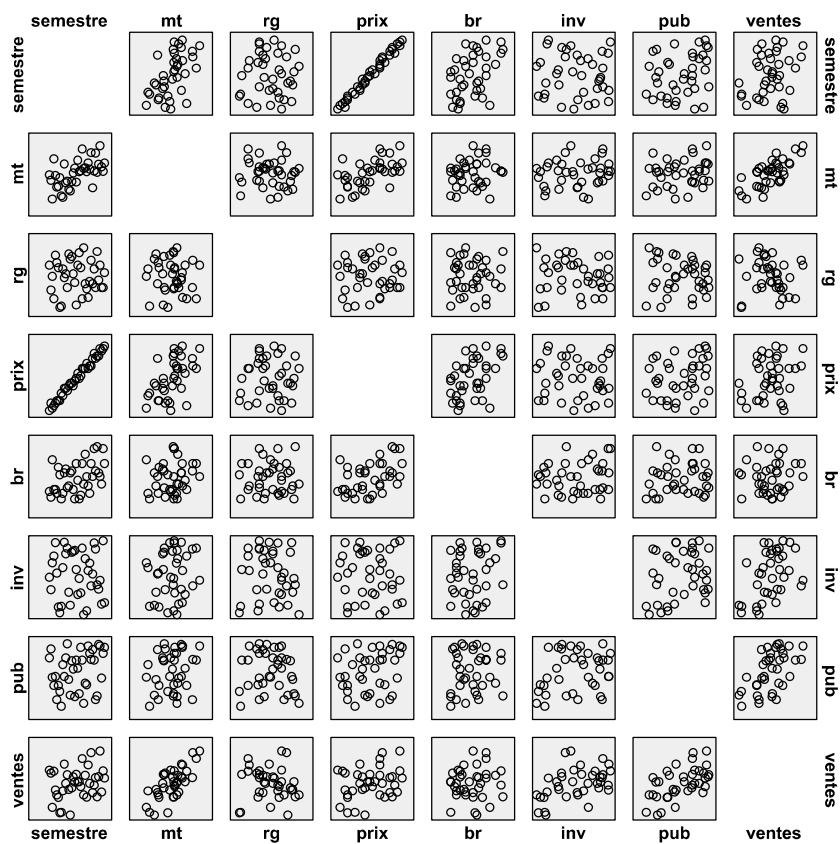 semestre mt rg prix br inv pub ventes
semestre semestre
mt mt
rg rg
prix prix
br br
inv inv
pub pub
ventes ventes
semestre mt rg prix br inv pub ventes